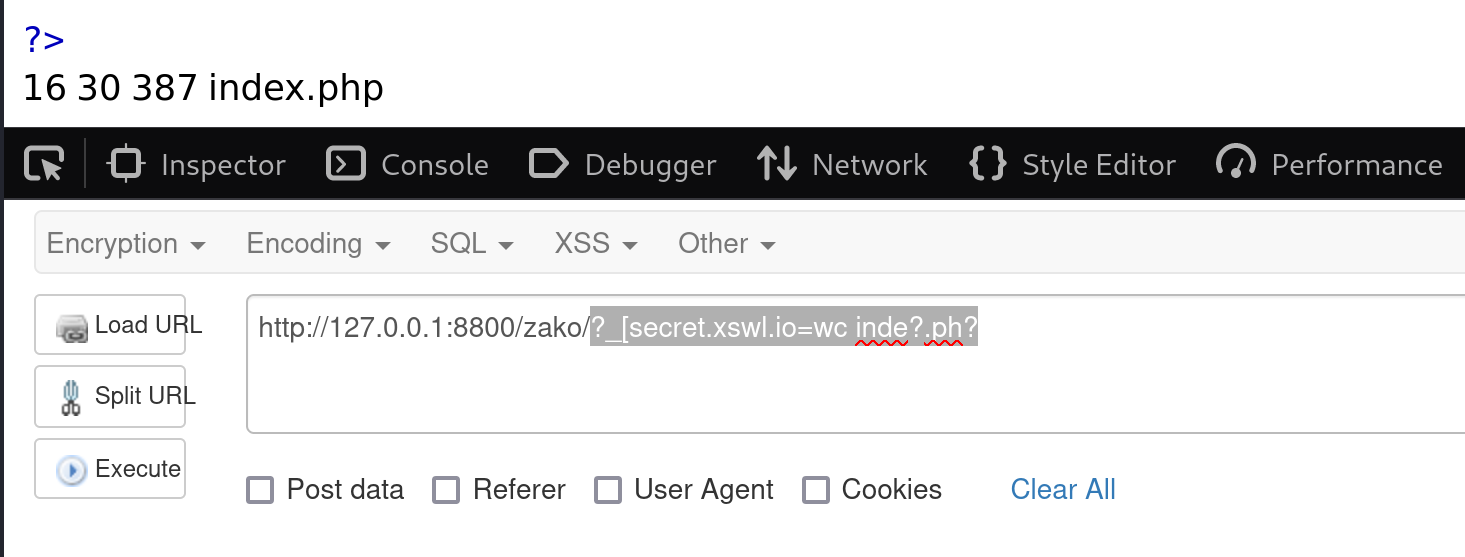 ?>
16 30 387 index.php
Inspector Console Debugger Network Style Editor Performance
Encryption Encoding SQL XSS Other
Load URL http://127.0.0.1:8800/zako/?_[secret.xswl.io=wc inde?.ph?
Split URL
Execute
Post data Referer User Agent Cookies Clear All